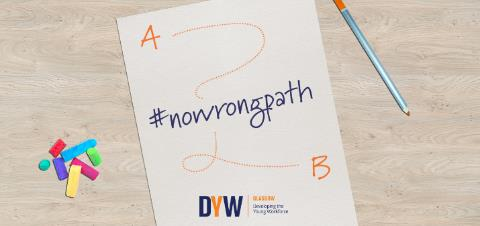 A
#nowrongpath
B
DYW
GLASGOW
Developing the
Young Workforce